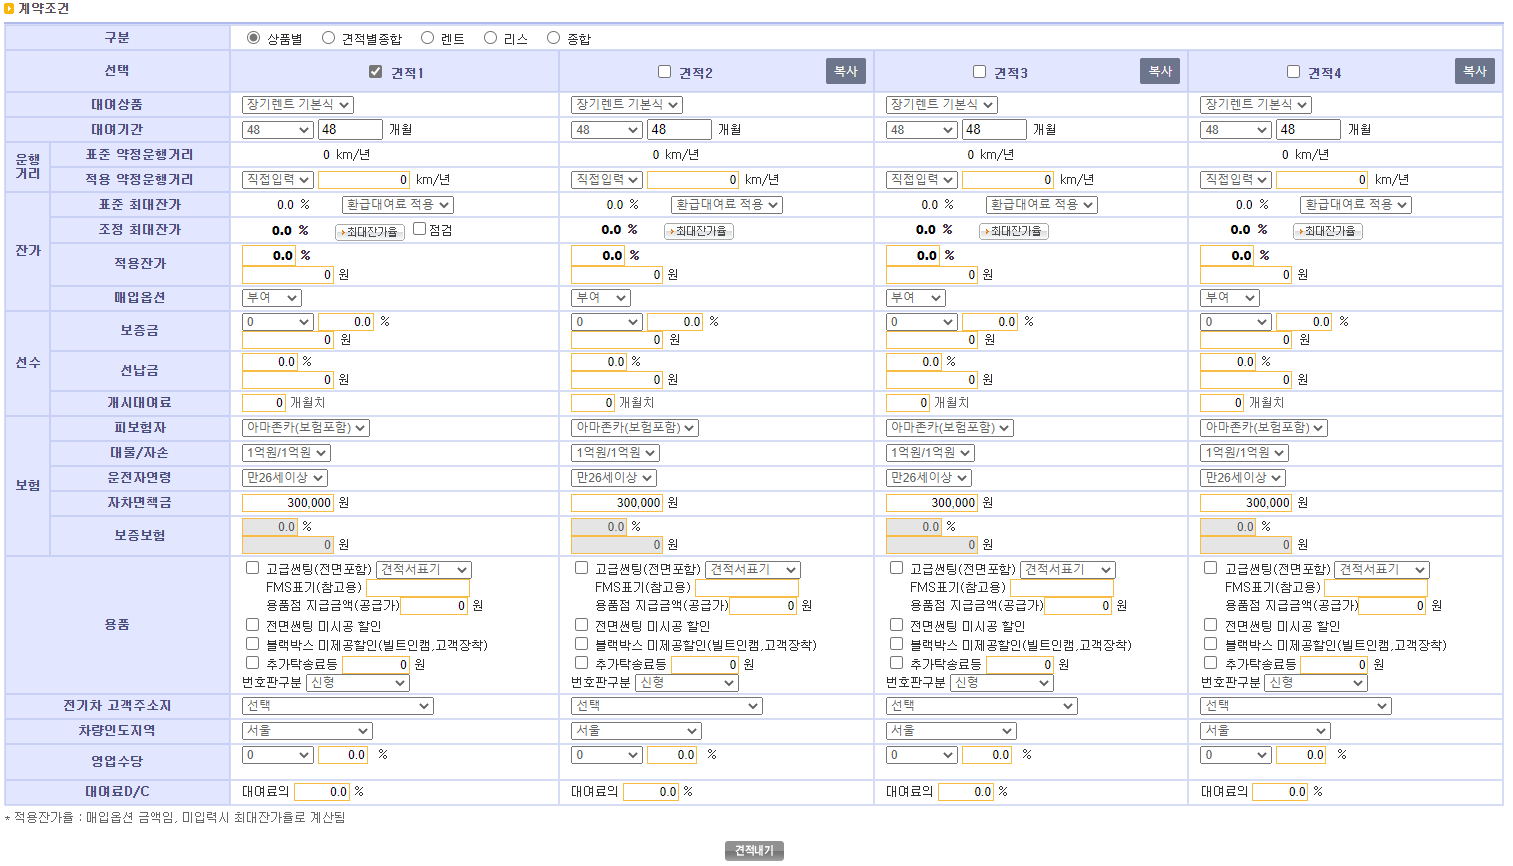 계약조건
구분 상품별 견적별종합 렌트 리스 종합
선택 견적1 견적2 복사 견적3 복사 견적4 복사
대여상품 장기렌트 기본식 장기렌트 기본식 장기렌트 기본식 장기렌트 기본식
대여기간 48 48 개월 48 48 개월 48 48 개월 48 48 개월
운행거리
표준 약정운행거리 0 km/년 0 km/년 0 km/년 0 km/년
적용 약정운행거리 직접입력 0 km/년 직접입력 0 km/년 직접입력 0 km/년 직접입력 0 km/년
잔가
표준 최대잔가 0.0 % 환급대여료 적용 0.0 % 환급대여료 적용 0.0 % 환급대여료 적용 0.0 % 환급대여료 적용
조정 최대잔가 0.0 % 최대잔가율 점검 0.0 % 최대잔가율 0.0 % 최대잔가율 0.0 % 최대잔가율
적용잔가 0.0 % 0.0 % 0.0 % 0.0 %
0 원 0 원 0 원 0 원
매입옵션 부여 부여 부여 부여
선수
보증금 0 0.0 % 0 0.0 % 0 0.0 % 0 0.0 %
0 원 0 원 0 원 0 원
선납금 0.0 % 0.0 % 0.0 % 0.0 %
0 원 0 원 0 원 0 원
개시대여료 0 개월치 0 개월치 0 개월치 0 개월치
보험
피보험자 아마존카(보험포함) 아마존카(보험포함) 아마존카(보험포함) 아마존카(보험포함)
대물/자손 1억원/1억원 1억원/1억원 1억원/1억원 1억원/1억원
운전자연령 만26세이상 만26세이상 만26세이상 만26세이상
자차면책금 300,000 원 300,000 원 300,000 원 300,000 원
보증보험 0.0 % 0.0 % 0.0 % 0.0 %
0 원 0 원 0 원 0 원
용품
고급썬팅(전면포함) 견적서표기 고급썬팅(전면포함) 견적서표기 고급썬팅(전면포함) 견적서표기 고급썬팅(전면포함) 견적서표기
FMS표기(참고용) FMS표기(참고용) FMS표기(참고용) FMS표기(참고용)
용품점 지급금액(공급가) 0 원 용품점 지급금액(공급가) 0 원 용품점 지급금액(공급가) 0 원 용품점 지급금액(공급가) 0 원
전면썬팅 미시공 할인 전면썬팅 미시공 할인 전면썬팅 미시공 할인 전면썬팅 미시공 할인
블랙박스 미제공할인(빌트인캠,고객장착) 블랙박스 미제공할인(빌트인캠,고객장착) 블랙박스 미제공할인(빌트인캠,고객장착) 블랙박스 미제공할인(빌트인캠,고객장착)
추가탁송료등 0 원 추가탁송료등 0 원 추가탁송료등 0 원 추가탁송료등 0 원
번호판구분 신형 번호판구분 신형 번호판구분 신형 번호판구분 신형
전기차 고객주소지 선택 선택 선택 선택
차량인도지역 서울 서울 서울 서울
영업수당 0 0.0 % 0 0.0 % 0 0.0 % 0 0.0 %
대여료D/C 대여료의 0.0 % 대여료의 0.0 % 대여료의 0.0 % 대여료의 0.0 %
* 적용잔가율 : 매입옵션 금액임, 미입력시 최대잔가율로 계산됨
견적내기